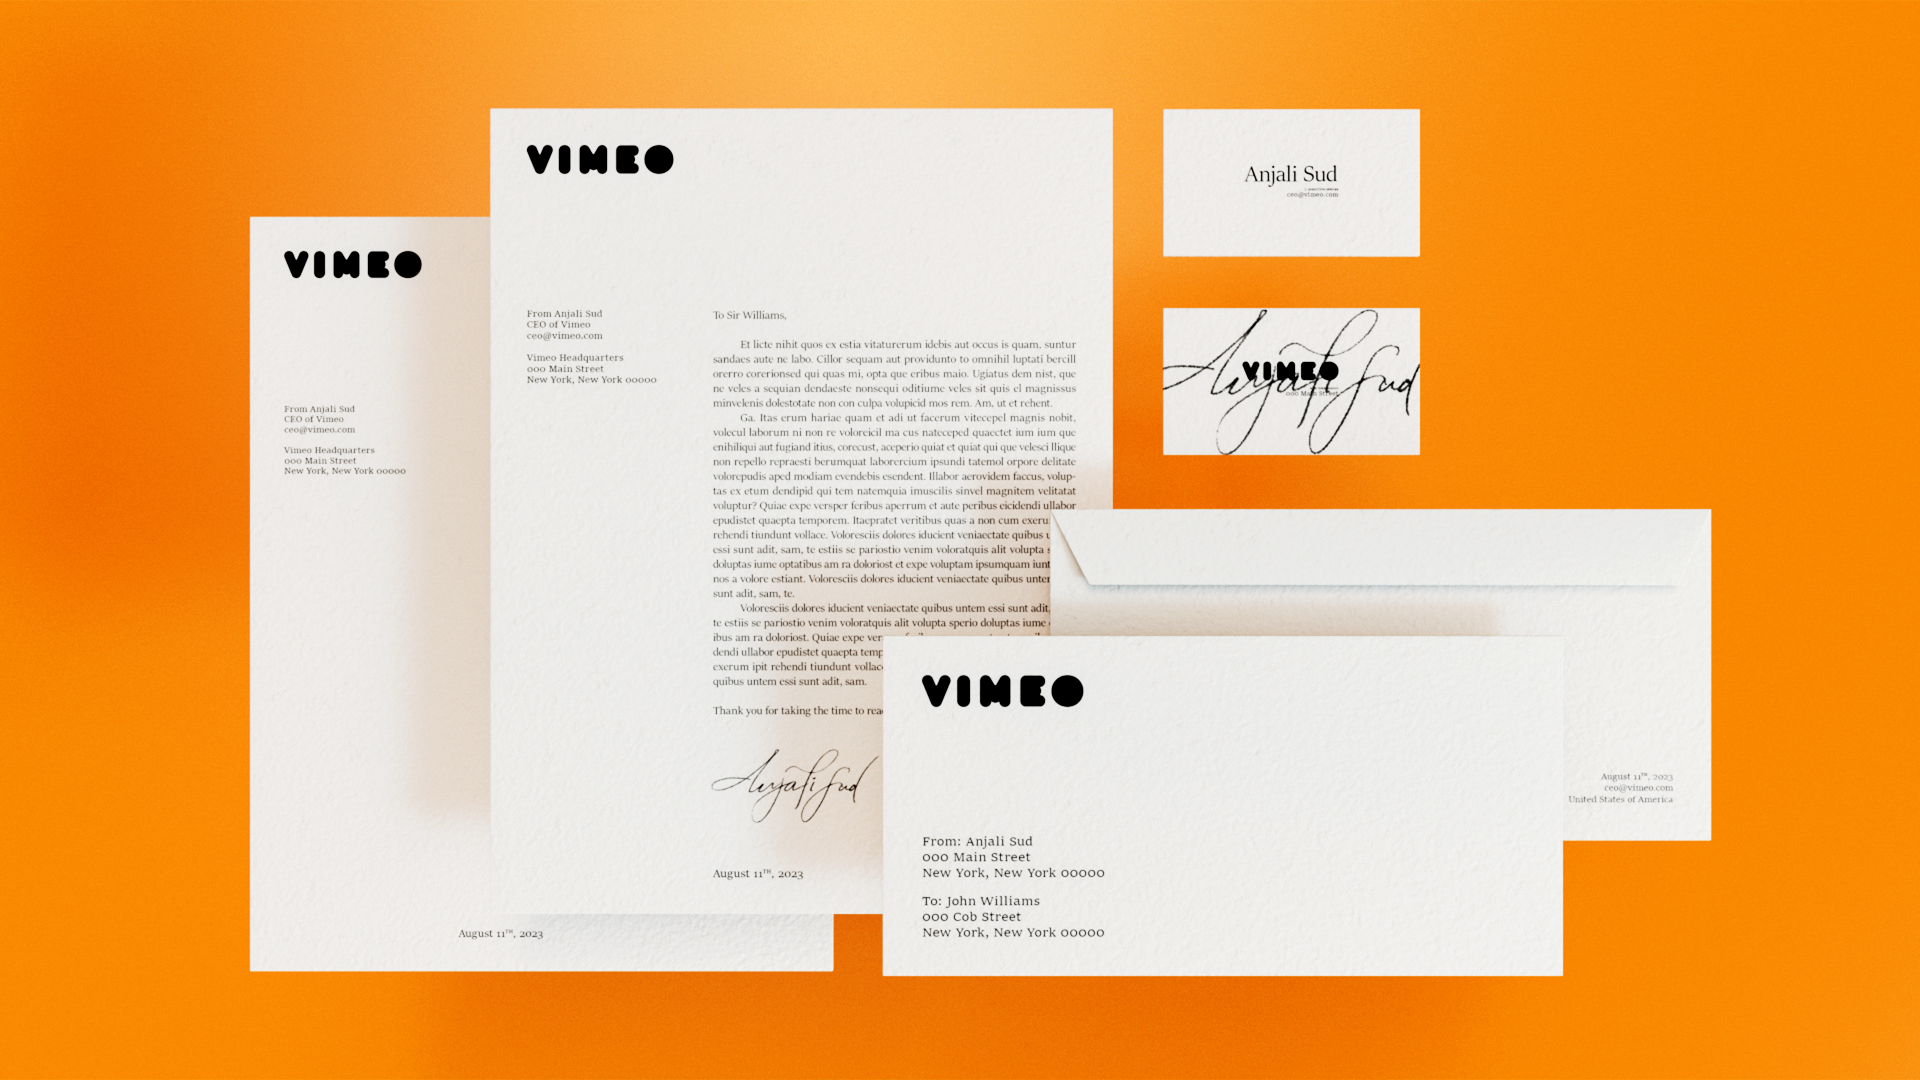 VIMEO
From Anjali Sud
CEO of Vimeo
ceo@vimeo.com
Vimeo Headquarters
000 Main Street
New York, New York 00000
August 11TH, 2023
VIMEO
From Anjali Sud
CEO of Vimeo
ceo@vimeo.com
Vimeo Headquarters
000 Main Street
New York, New York 00000
To Sir Williams,
Et licte nihit quos ex estia vitaturerum idebis aut occus is quam, suntur
sandaes aute ne labo. Cillor sequam aut providunto to omnihil luptati bercill
orerro corerionsed qui quas mi, opta que eribus maio. Ugiatus dem nist, que
ne veles a sequian dendaeste nonsequi oditiume veles sit quis el magnissus
minvelenis dolestotate non con culpa volupicid mos rem. Am, ut et rehent.
Ga. Itas erum hariae quam et adi ut facerum vitecepel magnis nobit,
volecul laborum ni non re voloreicil ma cus nateceped quaectet ium ium que
enihiliqui aut fugiand itius, corecust, aceperio quiat et quiat qui que velesci llique
non repello repraesti berumquat laborercium ipsundi tatemol orpore delitate
volorepudis aped modiam evendebis esendent. Illabor aerovidem faccus, volup-
tas ex etum dendipid qui tem natemquia imuscilis sinvel magnitem velitatat
voluptur? Quiae expe versper feribus aperrum et aute peribus eicidendi ullabor
epudistet quaepta temporem. Itaepratet veritibus quas a non cum exeru
rehendi tiundunt vollace. Voloresciis dolores iducient veniaectate quibus
essi sunt adit, sam, te estiis se pariostio venim voloratquis alit volupta
doluptas iume optatibus am ra doloriost et expe voluptam ipsumquam iunt
nos a volore estiant. Voloresciis dolores iducient veniaectate quibus unte
sunt adit, sam, te.
Voloresciis dolores iducient veniaectate quibus untem essi sunt adit,
te estiis se pariostio venim voloratquis alit volupta sperio doluptas iume
ibus am ra doloriost. Quiae expe ver
dendi ullabor epudistet quaepta temp
exerum ipit rehendi tiundunt vollac
quibus untem essi sunt adit, sam.
Thank you for taking the time to rea
Anjali Sud
August 11TH, 2023
Anjali Sud
ceo@vimeo.com
Anjali Sud
VIMEO
000 Main Street
August 11TH, 2023
ceo@vimeo.com
United States of America
VIMEO
From: Anjali Sud
000 Main Street
New York, New York 00000
To: John Williams
000 Cob Street
New York, New York 00000